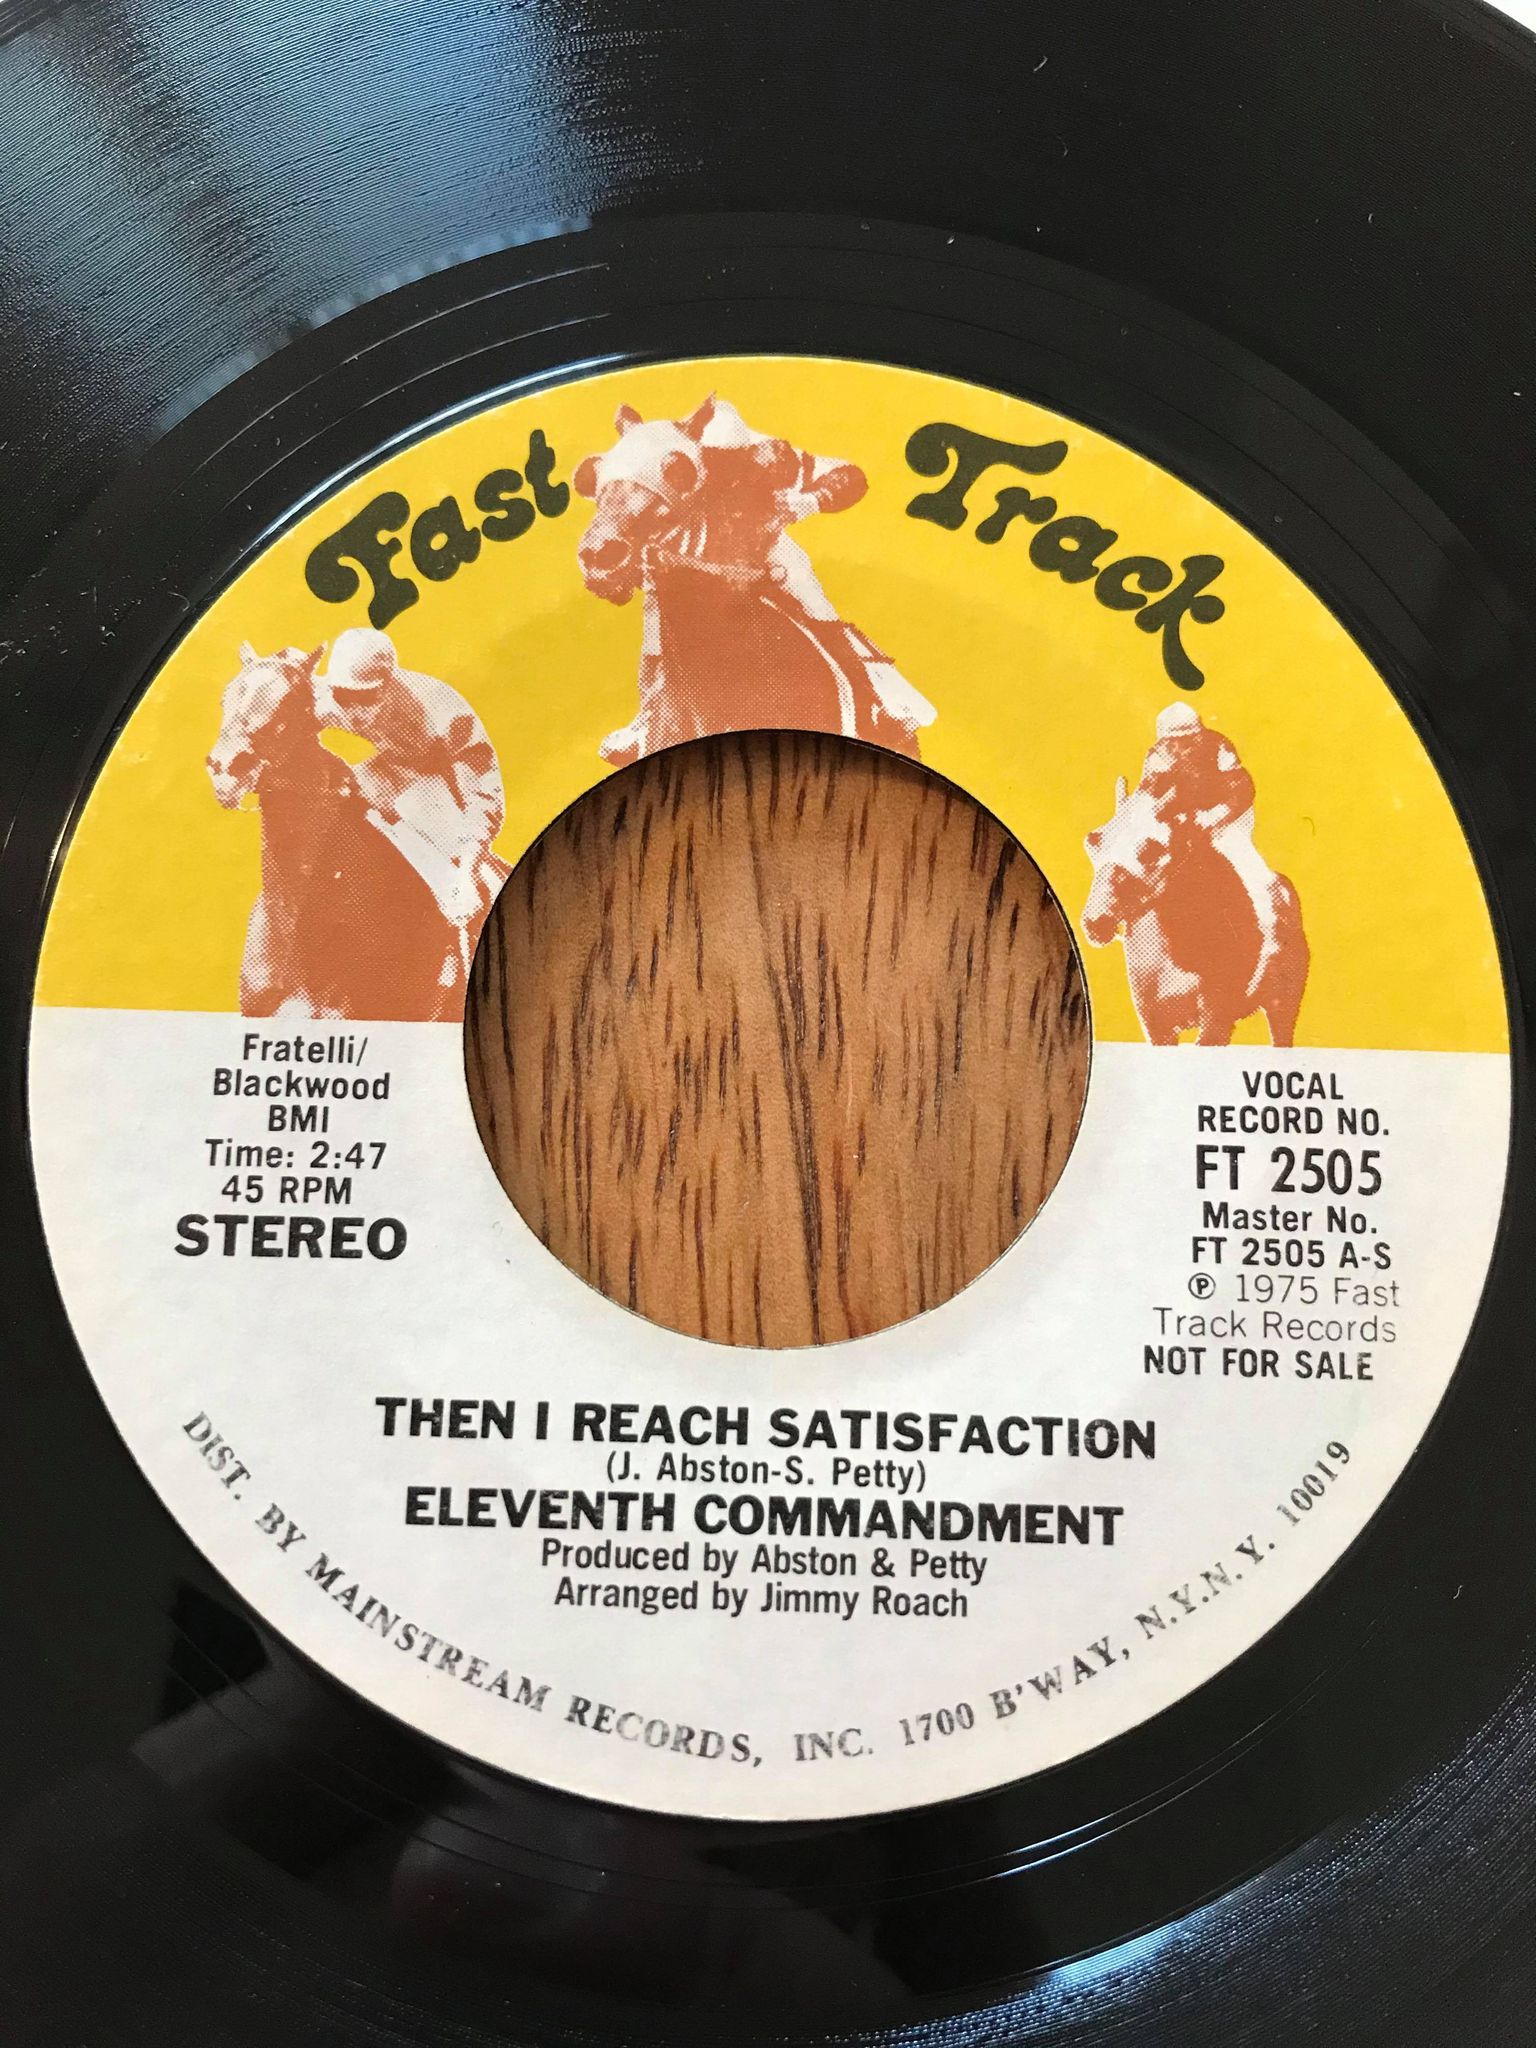 Fast Track
Fratelli/
Blackwood
BMI
Time: 2:47
45 RPM
STEREO
VOCAL
RECORD NO.
FT 2505
Master No.
FT 2505 A-S
℗ 1975 Fast
Track Records
NOT FOR SALE
THEN I REACH SATISFACTION
(J. Abston-S. Petty)
ELEVENTH COMMANDMENT
Produced by Abston & Petty
Arranged by Jimmy Roach
DIST. BY MAINSTREAM RECORDS, INC. 1700 B'WAY, N.Y.N.Y. 10019